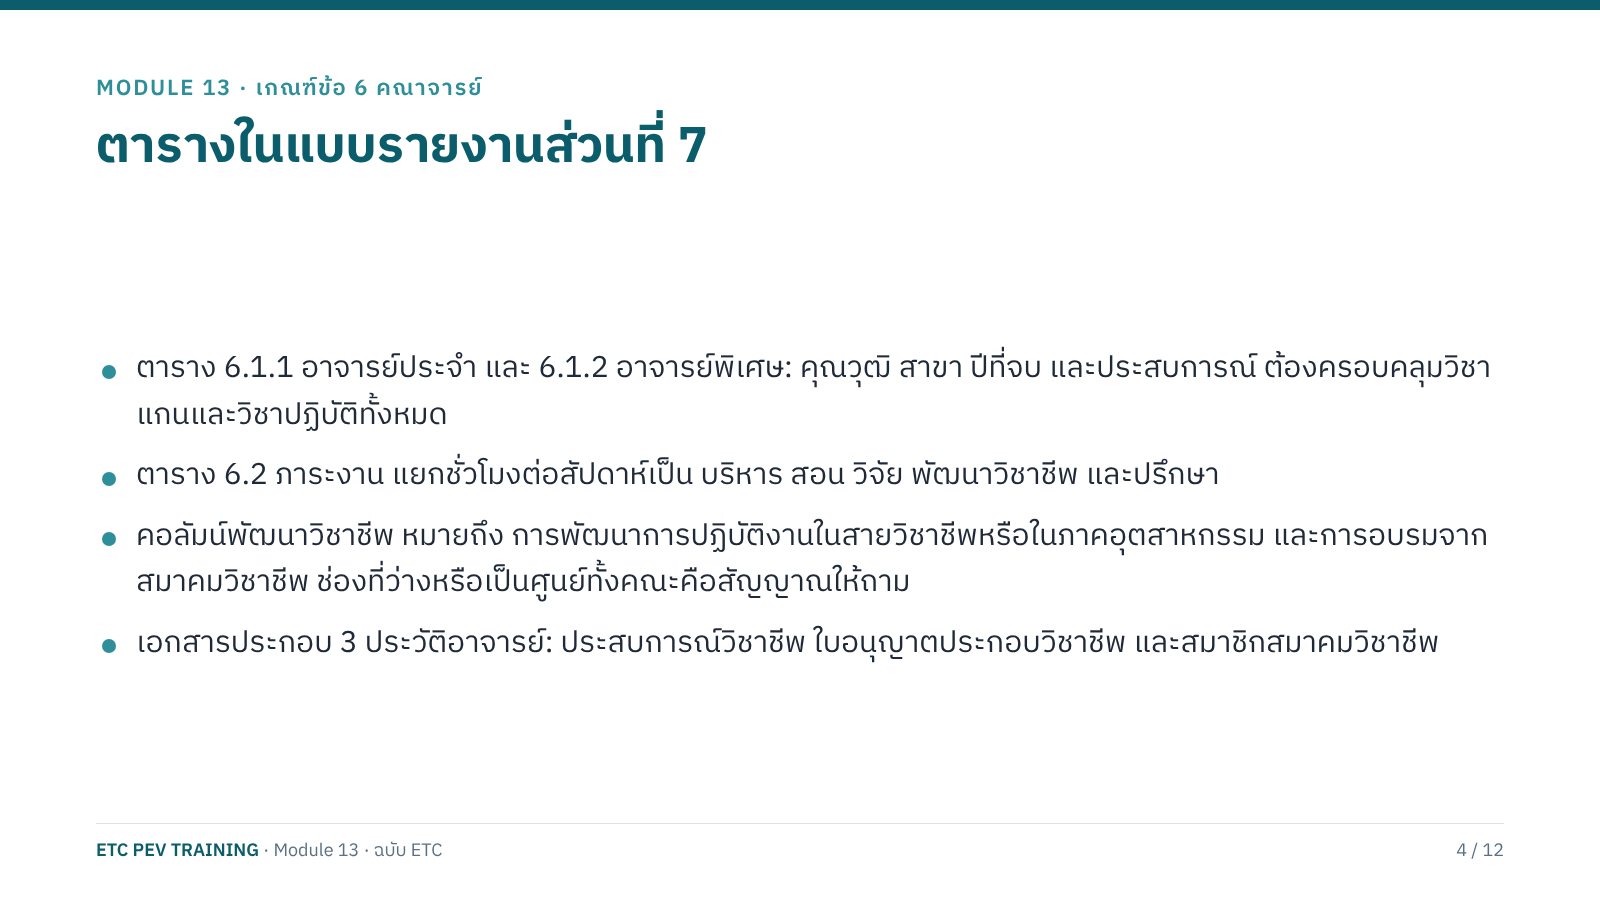 MODULE 13 · เกณฑ์ข้อ 6 คณาจารย์
ตารางในแบบรายงานส่วนที่ 7
ตาราง 6.1.1 อาจารย์ประจำ และ 6.1.2 อาจารย์พิเศษ: คุณวุฒิ สาขา ปีที่จบ และประสบการณ์ ต้องครอบคลุมวิชา
แกนและวิชาปฏิบัติทั้งหมด
ตาราง 6.2 ภาระงาน แยกชั่วโมงต่อสัปดาห์เป็น บริหาร สอน วิจัย พัฒนาวิชาชีพ และปรึกษา
คอลัมน์พัฒนาวิชาชีพ หมายถึง การพัฒนาการปฏิบัติงานในสายวิชาชีพหรือในภาคอุตสาหกรรม และการอบรมจาก
สมาคมวิชาชีพ ช่องที่ว่างหรือเป็นศูนย์ทั้งคณะคือสัญญาณให้ถาม
เอกสารประกอบ 3 ประวัติอาจารย์: ประสบการณ์วิชาชีพ ใบอนุญาตประกอบวิชาชีพ และสมาชิกสมาคมวิชาชีพ
ETC PEV TRAINING · Module 13 · ฉบับ ETC
4 / 12